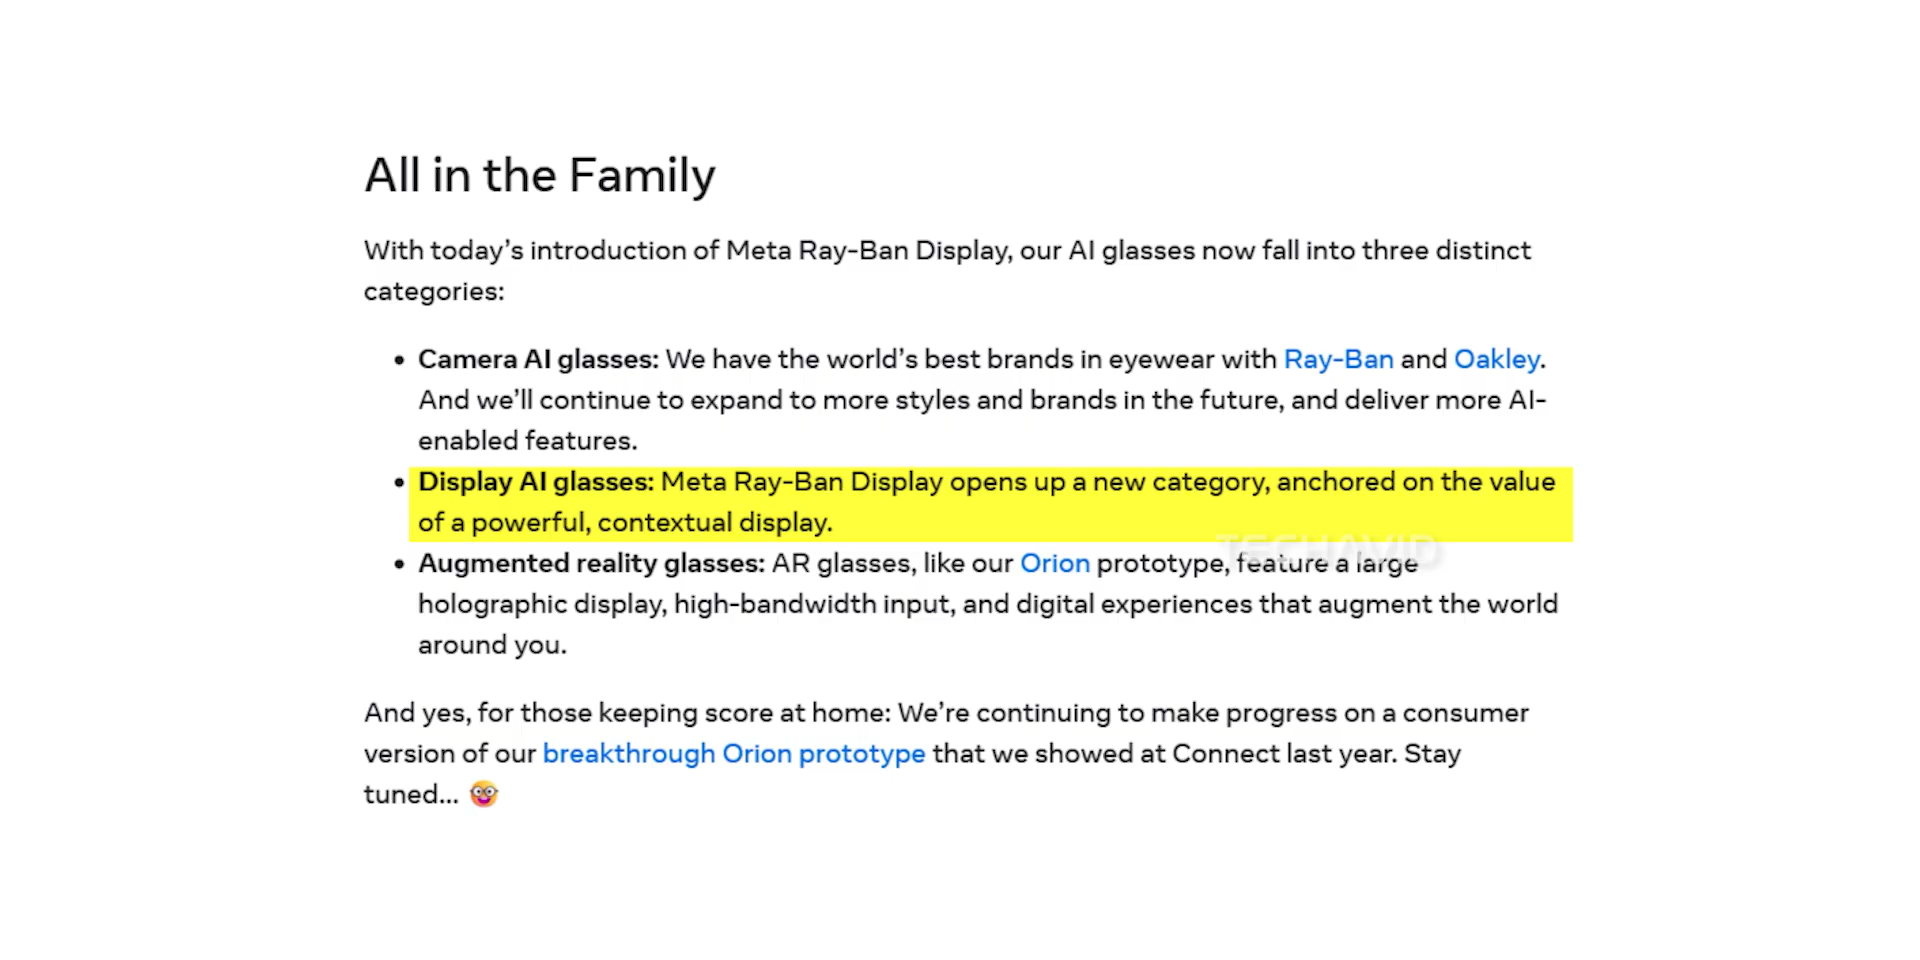 All in the Family
With today’s introduction of Meta Ray-Ban Display, our AI glasses now fall into three distinct
categories:
• Camera AI glasses: We have the world’s best brands in eyewear with Ray-Ban and Oakley.
And we’ll continue to expand to more styles and brands in the future, and deliver more AI-
enabled features.
• Display AI glasses: Meta Ray-Ban Display opens up a new category, anchored on the value
of a powerful, contextual display.
TECHAVID
• Augmented reality glasses: AR glasses, like our Orion prototype, feature a large
holographic display, high-bandwidth input, and digital experiences that augment the world
around you.
And yes, for those keeping score at home: We’re continuing to make progress on a consumer
version of our breakthrough Orion prototype that we showed at Connect last year. Stay
tuned... 🤓